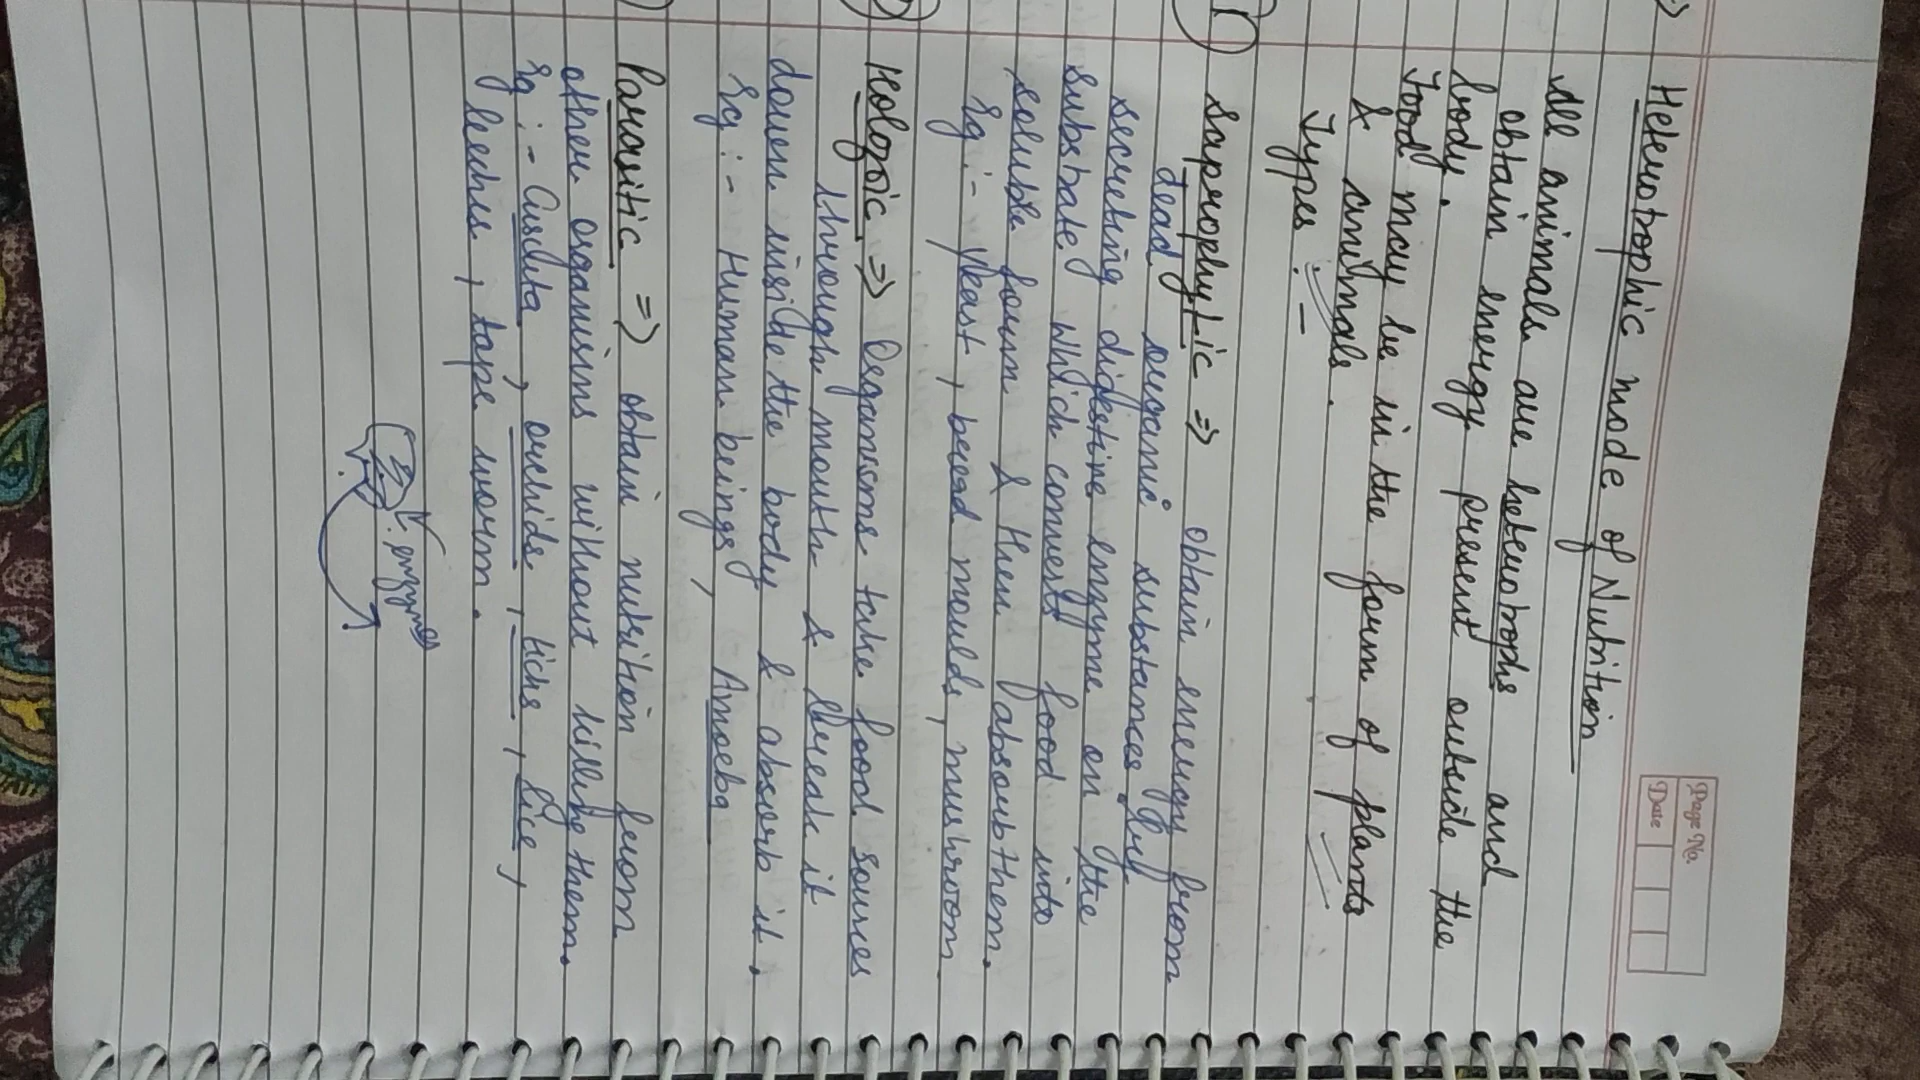 Page No.
Date
=> Heterotrophic mode of Nutrition
All animals are heterotrophs and
obtain energy present outside the
body.
Food may be in the form of plants
& animals.
Types :-
1 Saprophytic => obtain energy from
dead organic substances by
secreting digestive enzyme on the
substrate which converts food into
soluble form & then absorb them.
Eg :- Yeast, bread moulds, mushroom
Holozoic => Organisms take food sources
through mouth & break it
down inside the body & absorb it.
Eg :- Human beings, Amoeba
Parasitic => obtain nutrition from
other organisms without killing them.
Eg :- Cuscuta, orchids, ticks, lice,
leeches, tape worm.
enzymes